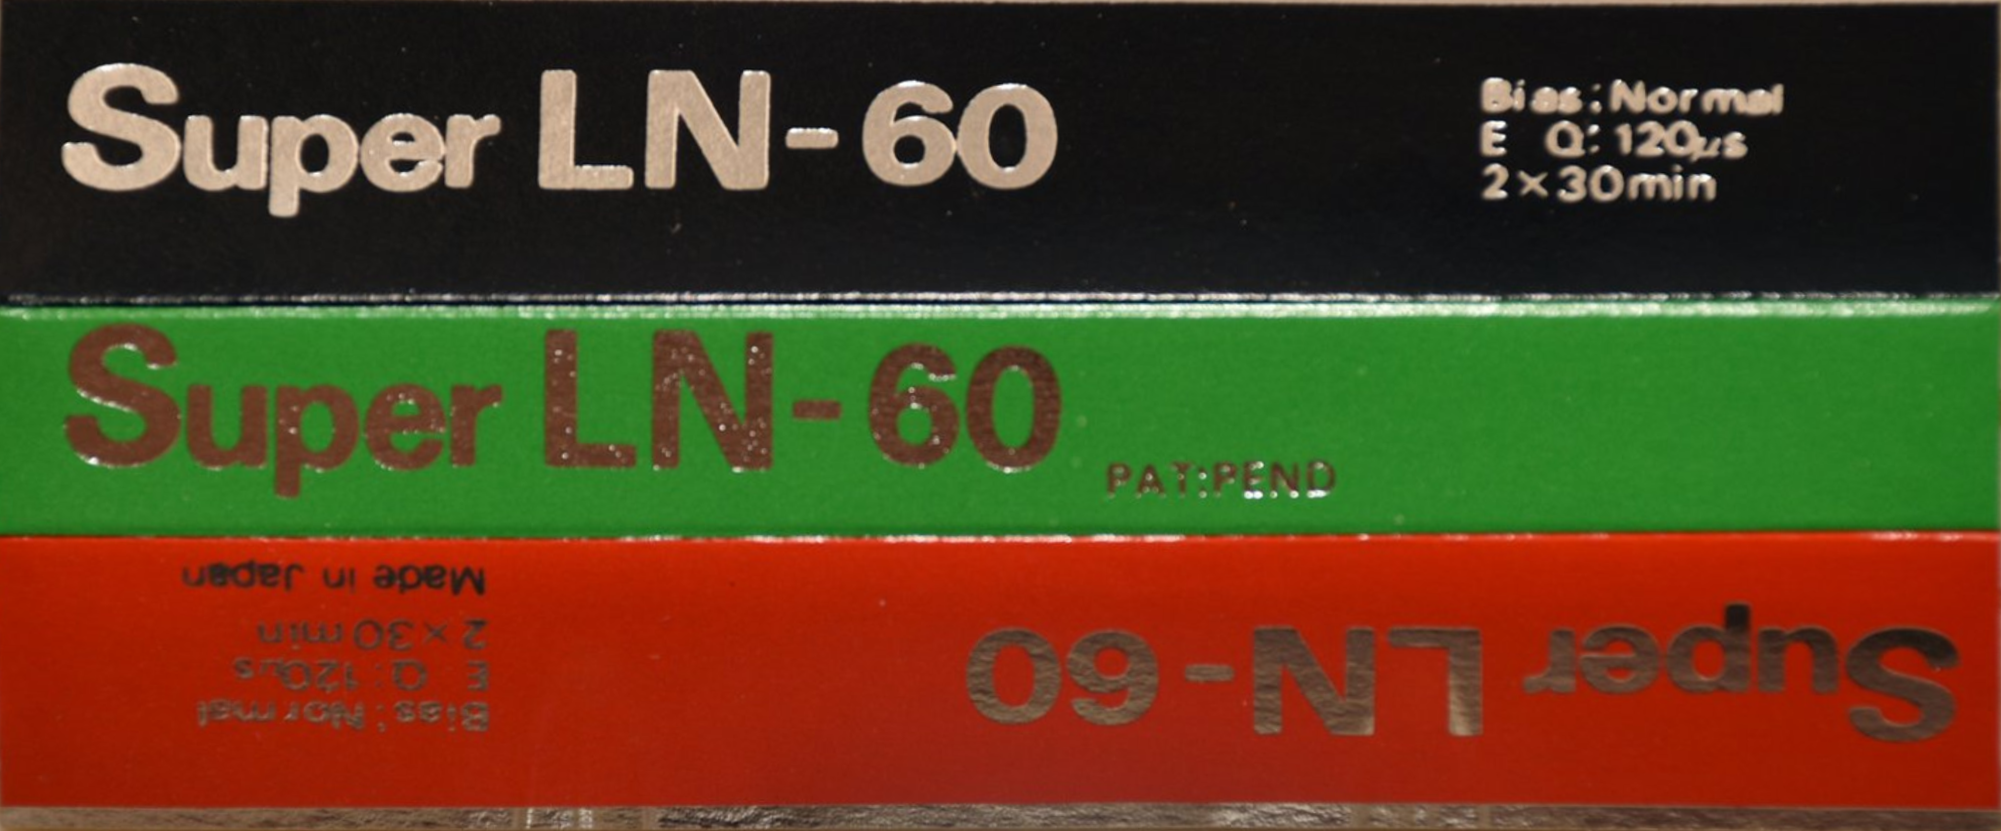 Super LN-60
Bias:Normal
E Q:120μs
2×30min
Super LN-60
PAT:PEND
Super LN-60
Bias:Normal
E Q:120μs
2×30min
Made in Japan